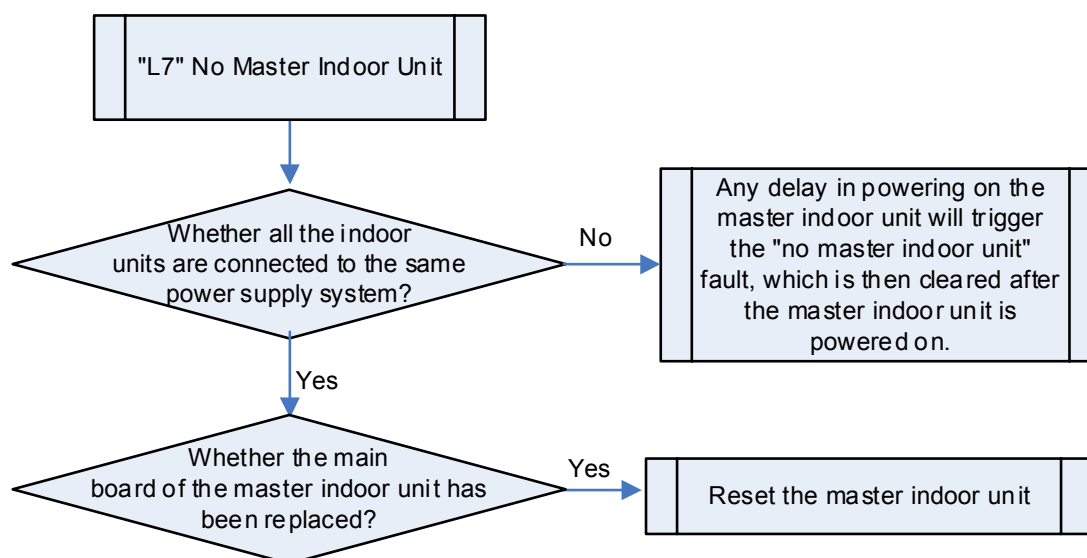 "L7" No Master Indoor Unit
Whether all the indoor
units are connected to the same
power supply system?
No
Any delay in powering on the
master indoor unit will trigger
the "no master indoor unit"
fault, which is then cleared after
the master indoor unit is
powered on.
Yes
Whether the main
board of the master indoor unit has
been replaced?
Yes
Reset the master indoor unit